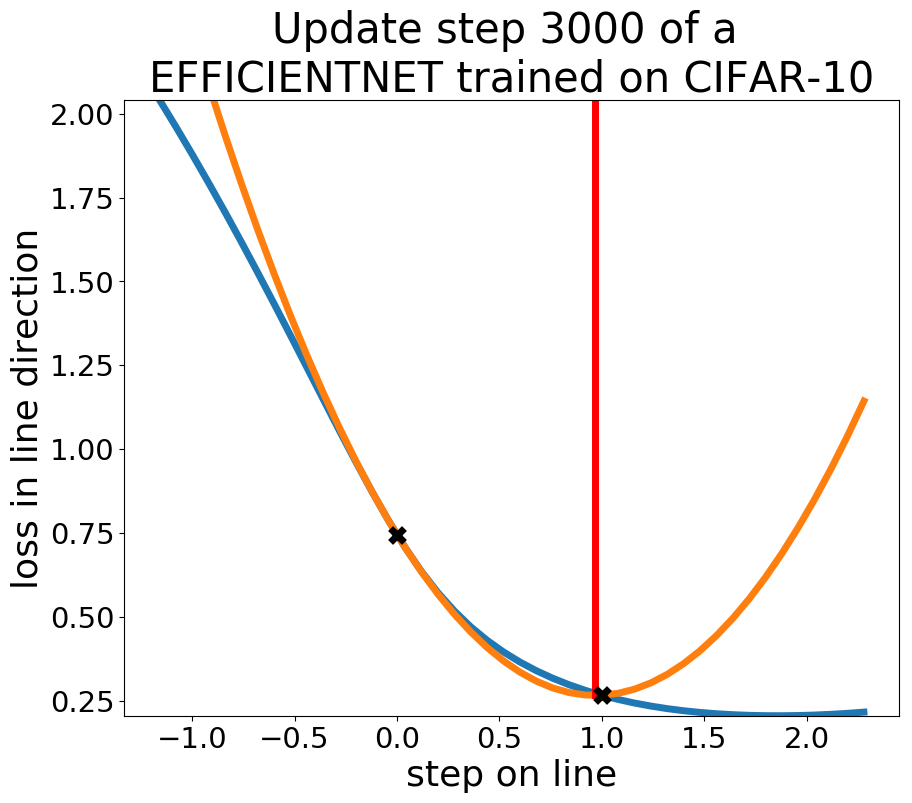 Update step 3000 of a
EFFICIENTNET trained on CIFAR-10
2.00
1.75
1.50
1.25
1.00
0.75
0.50
0.25
loss in line direction
−1.0 −0.5 0.0 0.5 1.0 1.5 2.0
step on line